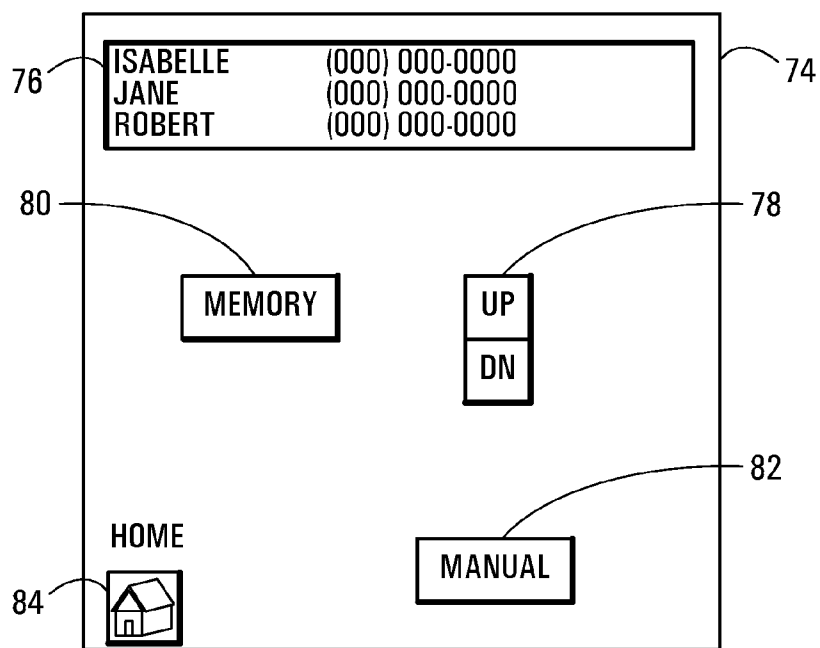 76 ISABELLE (000) 000-0000 74
JANE (000) 000-0000
ROBERT (000) 000-0000
80 78
MEMORY UP
DN
82
HOME
MANUAL
84